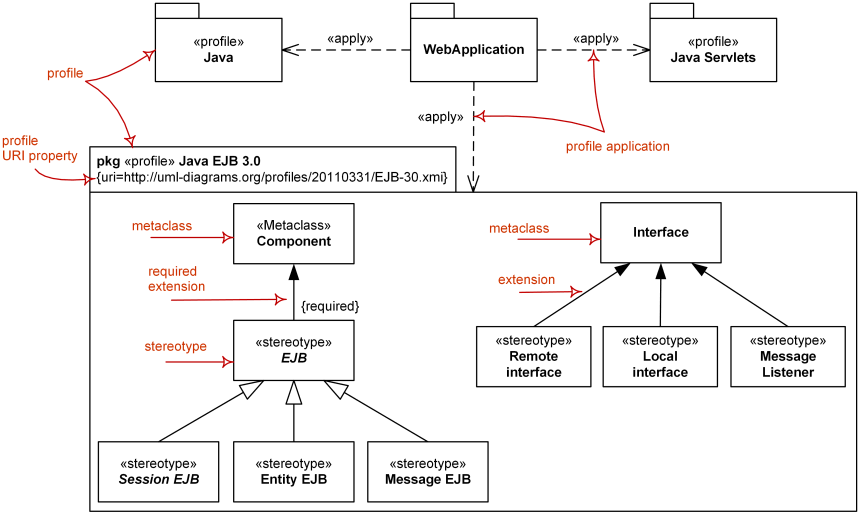 «profile»
Java
«apply»
WebApplication
«apply»
«profile»
Java Servlets
profile
«apply»
profile application
profile
URI property
pkg «profile» Java EJB 3.0
{uri=http://uml-diagrams.org/profiles/20110331/EJB-30.xmi}
metaclass
«Metaclass»
Component
metaclass
Interface
required
extension
{required}
extension
stereotype
«stereotype»
EJB
«stereotype»
Remote
interface
«stereotype»
Local
interface
«stereotype»
Message
Listener
«stereotype»
Session EJB
«stereotype»
Entity EJB
«stereotype»
Message EJB